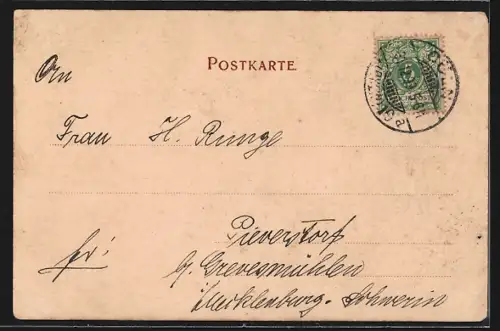 POSTKARTE.
An
Frau H. Runge
Pieverstorf
fr: g. Grevesmühlen
i/Mecklenburg-Schwerin